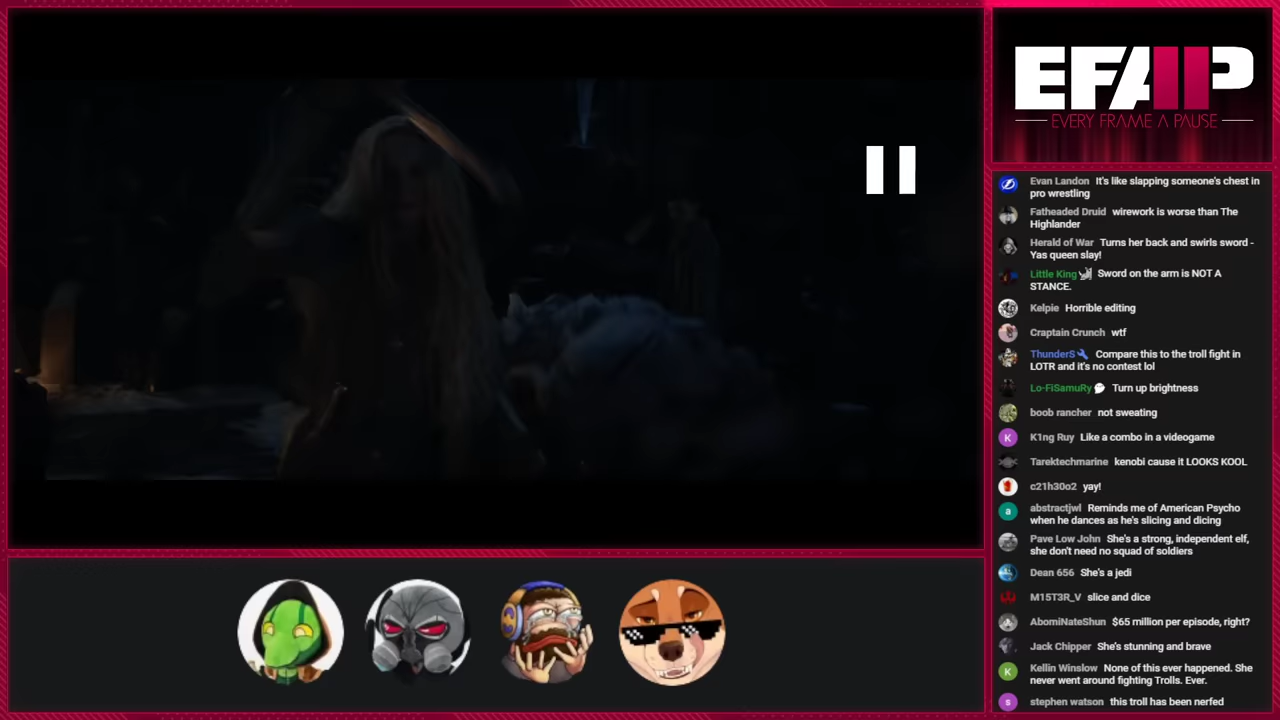 EFAP
EVERY FRAME A PAUSE
Evan Landon It's like slapping someone's chest in
pro wrestling
Fatheaded Druid wirework is worse than The
Highlander
Herald of War Turns her back and swirls sword -
Yas queen slay!
Little King Sword on the arm is NOT A
STANCE.
Kelpie Horrible editing
Craptain Crunch wtf
ThunderS Compare this to the troll fight in
LOTR and it's no contest lol
Lo-FiSamuRy Turn up brightness
boob rancher not sweating
K K1ng Ruy Like a combo in a videogame
Tarektechmarine kenobi cause it LOOKS KOOL
c21h30o2 yay!
a abstractjwl Reminds me of American Psycho
when he dances as he's slicing and dicing
Pave Low John She's a strong, independent elf,
she don't need no squad of soldiers
Dean 656 She's a jedi
M15T3R_V slice and dice
AbomiNateShun $65 million per episode, right?
Jack Chipper She's stunning and brave
K Kellin Winslow None of this ever happened. She
never went around fighting Trolls. Ever.
s stephen watson this troll has been nerfed